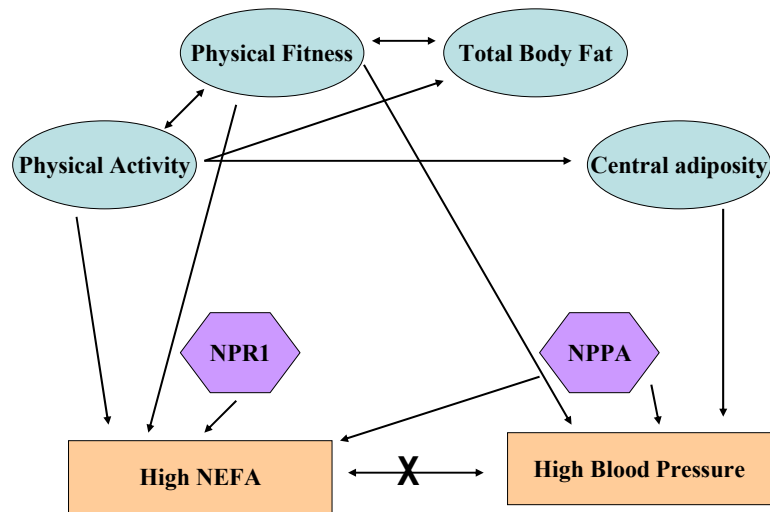 Physical Fitness
Total Body Fat
Physical Activity
Central adiposity
NPR1
NPPA
High NEFA
X
High Blood Pressure